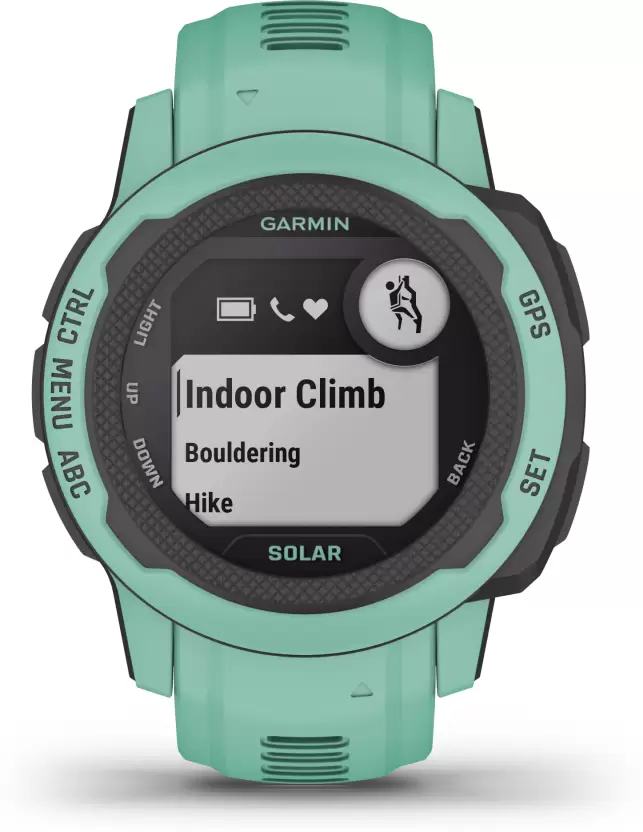 GARMIN
CTRL
LIGHT
GPS
MENU
UP
Indoor Climb
Bouldering
Hike
ABC
DOWN
BACK
SET
SOLAR